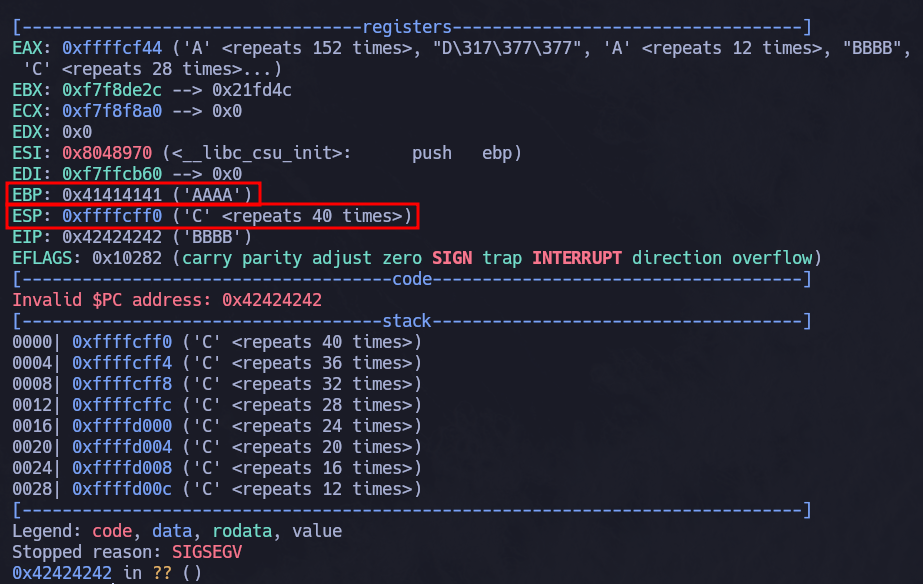 [----------------------------------registers-----------------------------------]
EAX: 0xffffcf44 ('A' <repeats 152 times>, "D\317\377\377", 'A' <repeats 12 times>, "BBBB",
 'C' <repeats 28 times>...)
EBX: 0xf7f8de2c --> 0x21fd4c
ECX: 0xf7f8f8a0 --> 0x0
EDX: 0x0
ESI: 0x8048970 (<__libc_csu_init>:      push   ebp)
EDI: 0xf7ffcb60 --> 0x0
EBP: 0x41414141 ('AAAA')
ESP: 0xffffcff0 ('C' <repeats 40 times>)
EIP: 0x42424242 ('BBBB')
EFLAGS: 0x10282 (carry parity adjust zero SIGN trap INTERRUPT direction overflow)
[-------------------------------------code-------------------------------------]
Invalid $PC address: 0x42424242
[------------------------------------stack-------------------------------------]
0000| 0xffffcff0 ('C' <repeats 40 times>)
0004| 0xffffcff4 ('C' <repeats 36 times>)
0008| 0xffffcff8 ('C' <repeats 32 times>)
0012| 0xffffcffc ('C' <repeats 28 times>)
0016| 0xffffd000 ('C' <repeats 24 times>)
0020| 0xffffd004 ('C' <repeats 20 times>)
0024| 0xffffd008 ('C' <repeats 16 times>)
0028| 0xffffd00c ('C' <repeats 12 times>)
[------------------------------------------------------------------------------]
Legend: code, data, rodata, value
Stopped reason: SIGSEGV
0x42424242 in ?? ()